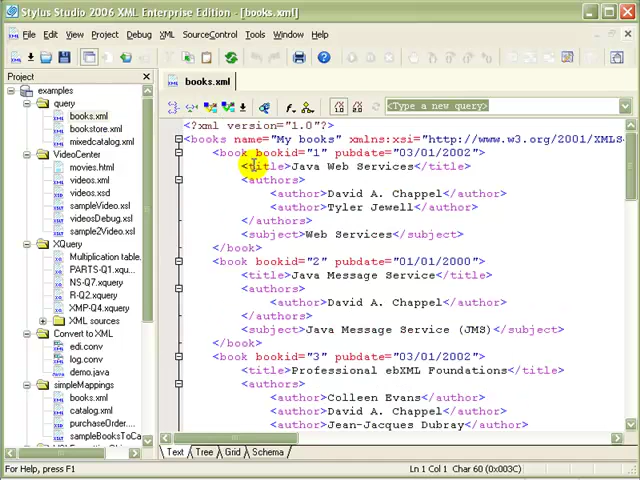 Stylus Studio 2006 XML Enterprise Edition - [books.xml]
File Edit View Project Debug XML SourceControl Tools Window Help
Project
books.xml
<Type a new query>
examples
query
books.xml
bookstore.xml
mixedcatalog.xml
VideoCenter
movies.html
videos.xml
videos.xsd
sampleVideo.xsl
videosDebug.xsl
sample2Video.xsl
XQuery
Multiplication table.
PARTS-Q1.xqu...
NS-Q7.xquery
R-Q2.xquery
XMP-Q4.xquery
XML sources
Convert to XML
edi.conv
log.conv
demo.java
simpleMappings
books.xml
catalog.xml
purchaseOrder.
sampleBooksToCa
<?xml version="1.0"?>
<books name="My books" xmlns:xsi="http://www.w3.org/2001/XMLS
<book bookid="1" pubdate="03/01/2002">
<title>Java Web Services</title>
<authors>
<author>David A. Chappel</author>
<author>Tyler Jewell</author>
</authors>
<subject>Web Services</subject>
</book>
<book bookid="2" pubdate="01/01/2000">
<title>Java Message Service</title>
<authors>
<author>David A. Chappel</author>
</authors>
<subject>Java Message Service (JMS)</subject>
</book>
<book bookid="3" pubdate="03/01/2002">
<title>Professional ebXML Foundations</title>
<authors>
<author>Colleen Evans</author>
<author>David A. Chappel</author>
<author>Jean-Jacques Dubray</author>
Text Tree Grid Schema
For Help, press F1
Ln 1 Col 1 Char 60 (0x003C)